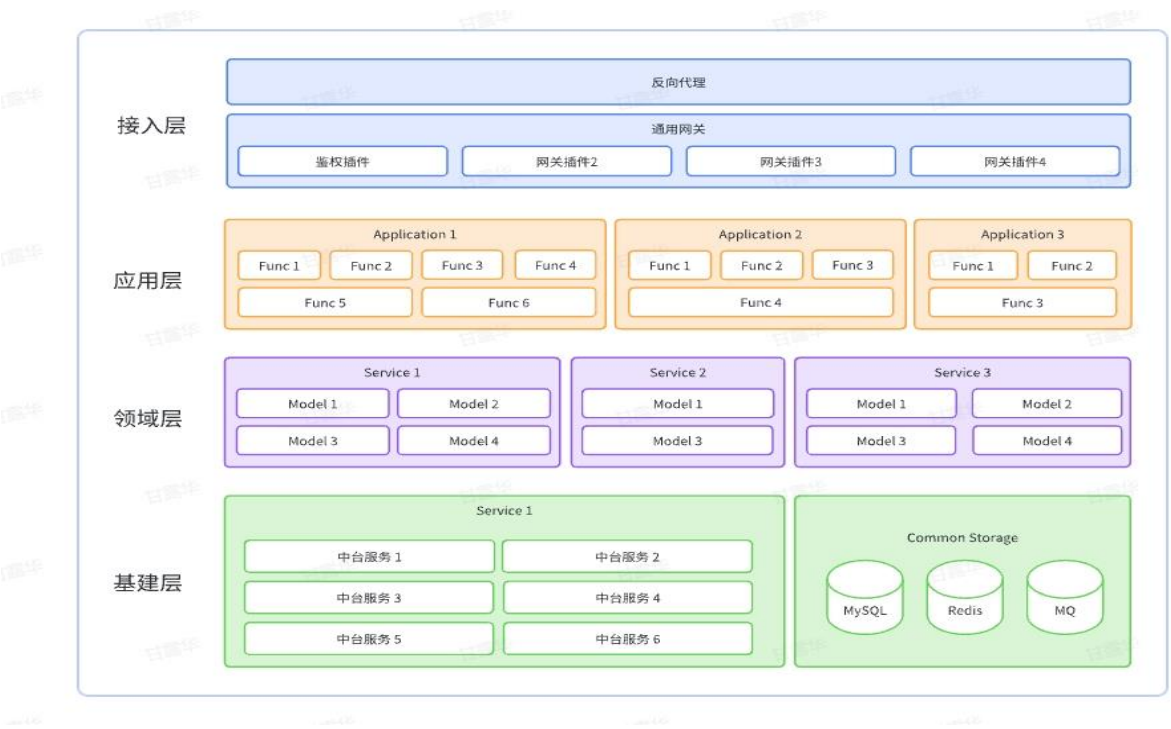 接入层
反向代理
通用网关
鉴权插件 网关插件2 网关插件3 网关插件4
应用层
Application 1 Application 2 Application 3
Func 1 Func 2 Func 3 Func 4 Func 1 Func 2 Func 3 Func 1 Func 2
Func 5 Func 6 Func 4 Func 3
领域层
Service 1 Service 2 Service 3
Model 1 Model 2 Model 1 Model 1 Model 2
Model 3 Model 4 Model 3 Model 3 Model 4
基建层
Service 1
中台服务 1 中台服务 2
中台服务 3 中台服务 4
中台服务 5 中台服务 6
Common Storage
MySQL Redis MQ